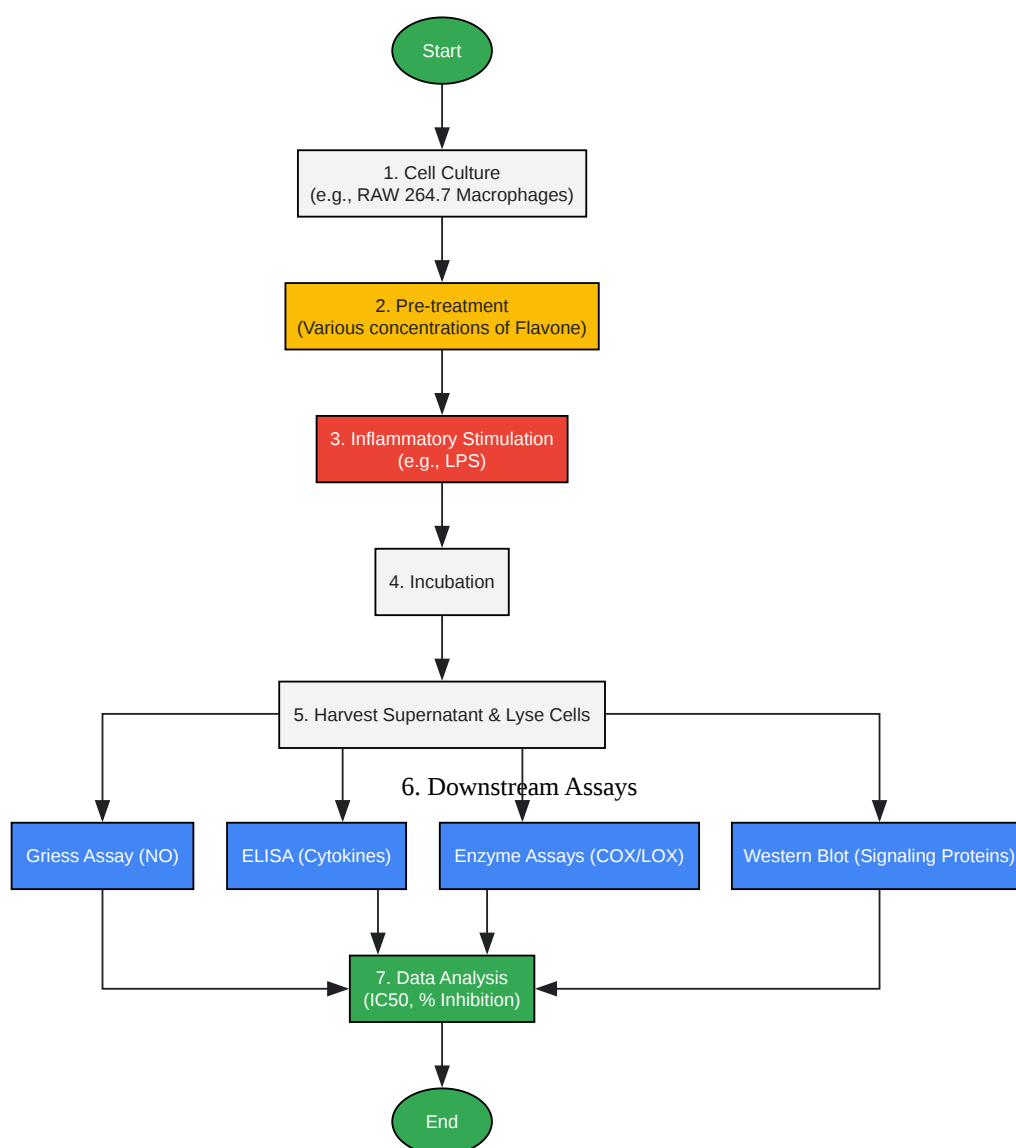 Start
1. Cell Culture
(e.g., RAW 264.7 Macrophages)
2. Pre-treatment
(Various concentrations of Flavone)
3. Inflammatory Stimulation
(e.g., LPS)
4. Incubation
5. Harvest Supernatant & Lyse Cells
6. Downstream Assays
Griess Assay (NO)
ELISA (Cytokines)
Enzyme Assays (COX/LOX)
Western Blot (Signaling Proteins)
7. Data Analysis
(IC50, % Inhibition)
End